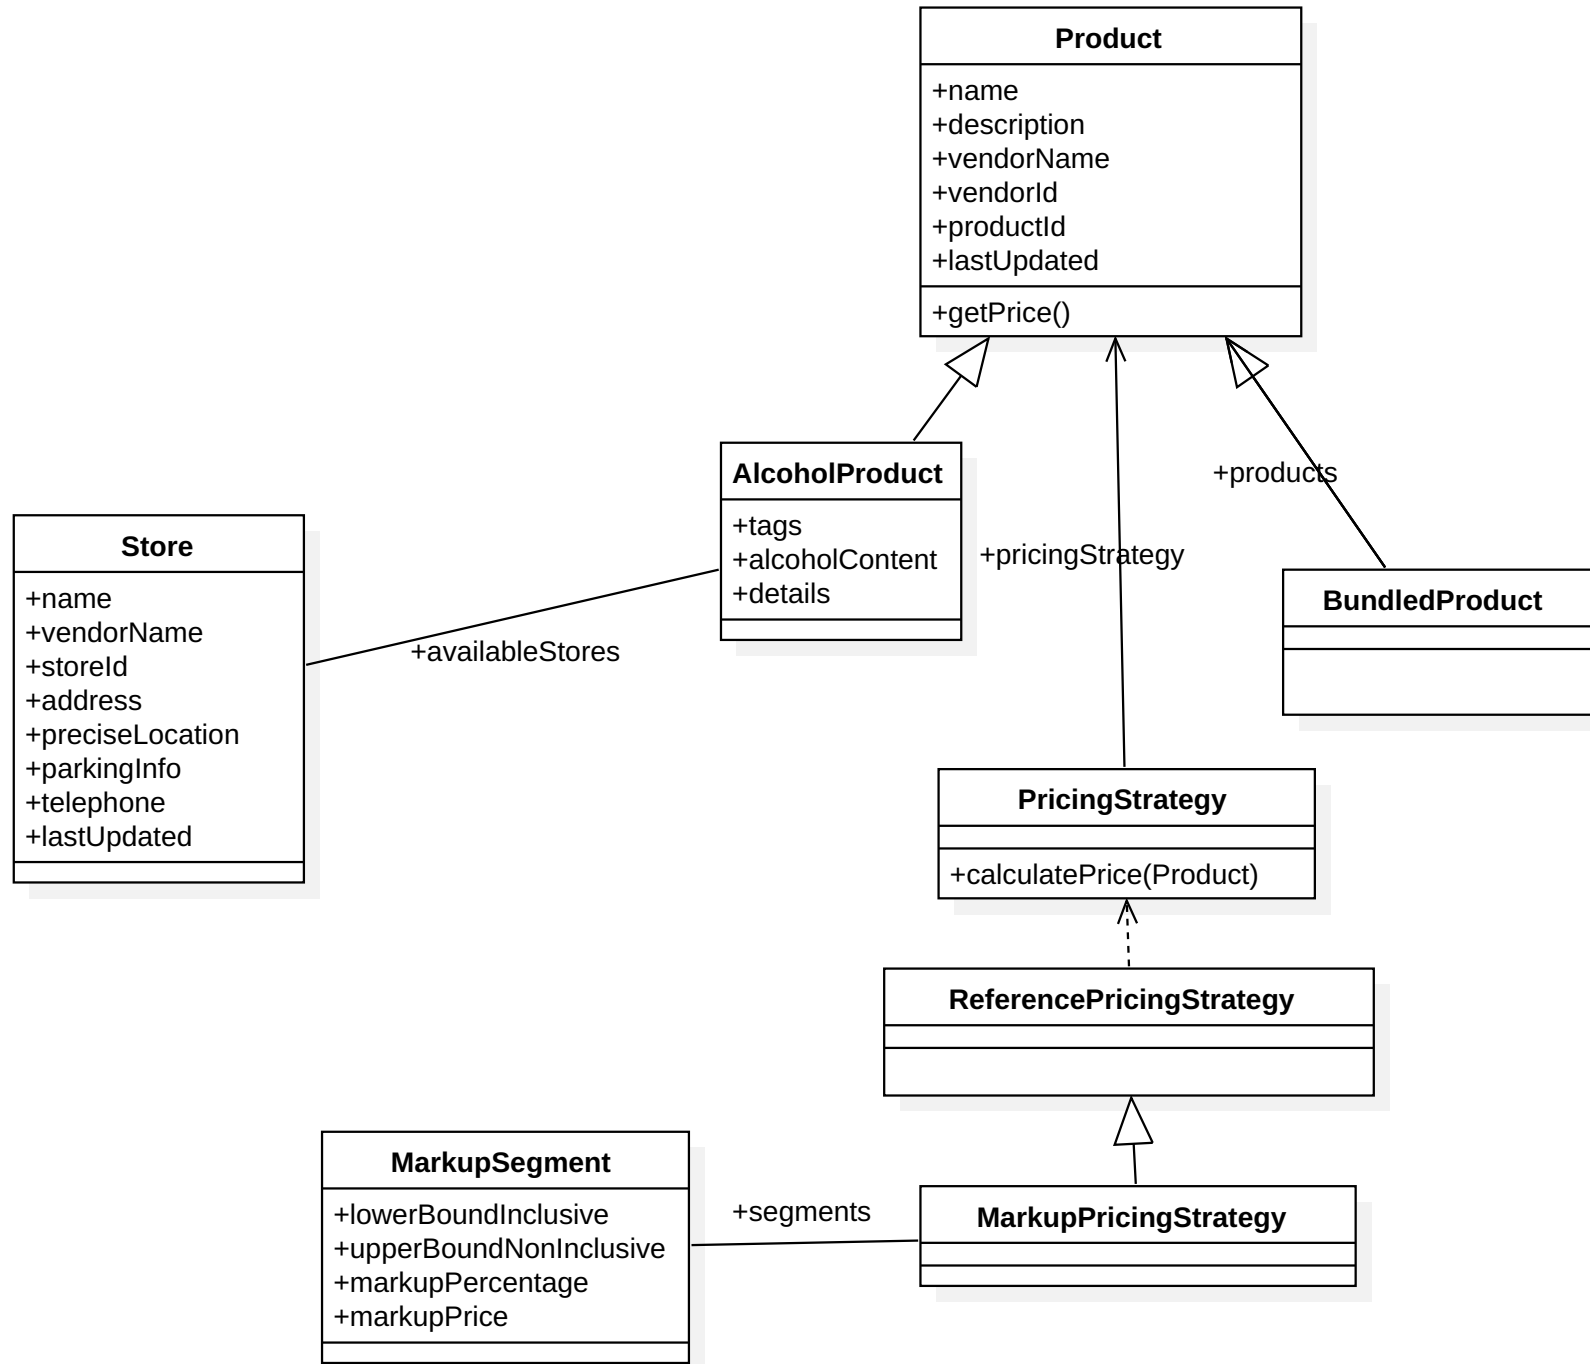 Product
+name
+description
+vendorName
+vendorId
+productId
+lastUpdated
+getPrice()
AlcoholProduct
+tags
+alcoholContent
+details
+products
+pricingStrategy
Store
+name
+vendorName
+storeId
+address
+preciseLocation
+parkingInfo
+telephone
+lastUpdated
+availableStores
BundledProduct
PricingStrategy
+calculatePrice(Product)
ReferencePricingStrategy
MarkupSegment
+lowerBoundInclusive
+upperBoundNonInclusive
+markupPercentage
+markupPrice
+segments
MarkupPricingStrategy